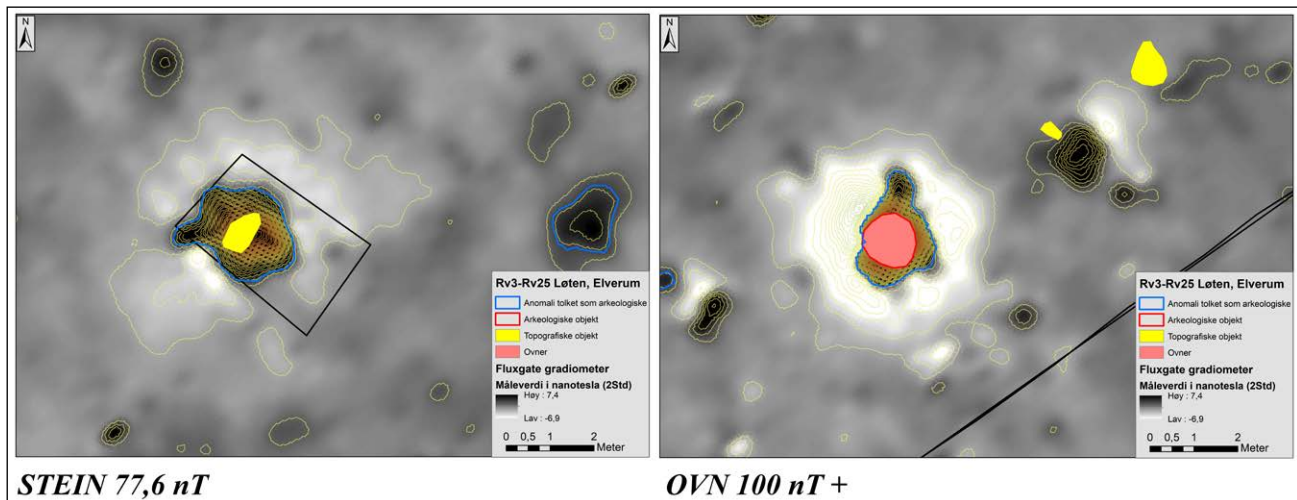 N
Rv3-Rv25 Løten, Elverum
Anomali tolket som arkeologiske
Arkeologiske objekt
Topografiske objekt
Ovner
Fluxgate gradiometer
Måleverdi i nanotesla (2Std)
Høy : 7,4
Lav : -6,9
0 0,5 1 2
Meter
STEIN 77,6 nT
N
Rv3-Rv25 Løten, Elverum
Anomali tolket som arkeologiske
Arkeologiske objekt
Topografiske objekt
Ovner
Fluxgate gradiometer
Måleverdi i nanotesla (2Std)
Høy : 7,4
Lav : -6,9
0 0,5 1 2
Meter
OVN 100 nT +